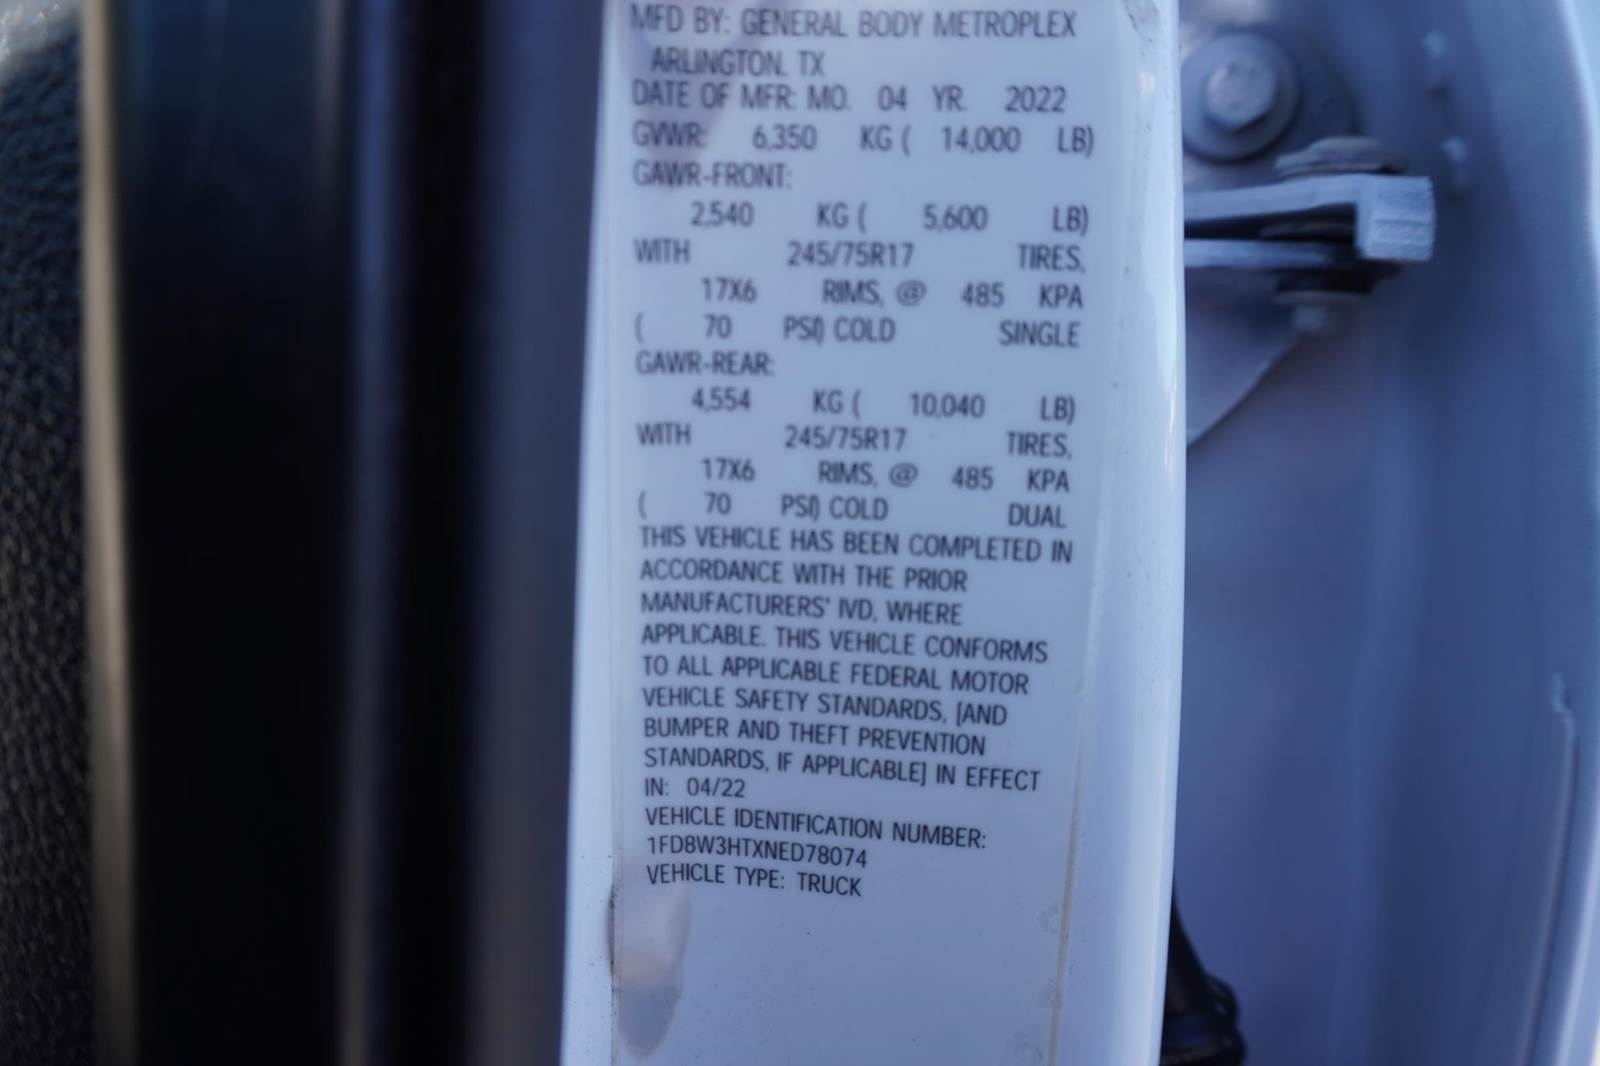 MFD BY: GENERAL BODY METROPLEX
ARLINGTON, TX
DATE OF MFR: MO. 04 YR. 2022
GVWR: 6,350 KG ( 14,000 LB)
GAWR-FRONT:
2,540 KG ( 5,600 LB)
WITH 245/75R17 TIRES,
17X6 RIMS, @ 485 KPA
( 70 PSI) COLD SINGLE
GAWR-REAR:
4,554 KG ( 10,040 LB)
WITH 245/75R17 TIRES,
17X6 RIMS, @ 485 KPA
( 70 PSI) COLD DUAL
THIS VEHICLE HAS BEEN COMPLETED IN
ACCORDANCE WITH THE PRIOR
MANUFACTURERS' IVD, WHERE
APPLICABLE. THIS VEHICLE CONFORMS
TO ALL APPLICABLE FEDERAL MOTOR
VEHICLE SAFETY STANDARDS, [AND
BUMPER AND THEFT PREVENTION
STANDARDS, IF APPLICABLE] IN EFFECT
IN: 04/22
VEHICLE IDENTIFICATION NUMBER:
1FD8W3HTXNED78074
VEHICLE TYPE: TRUCK